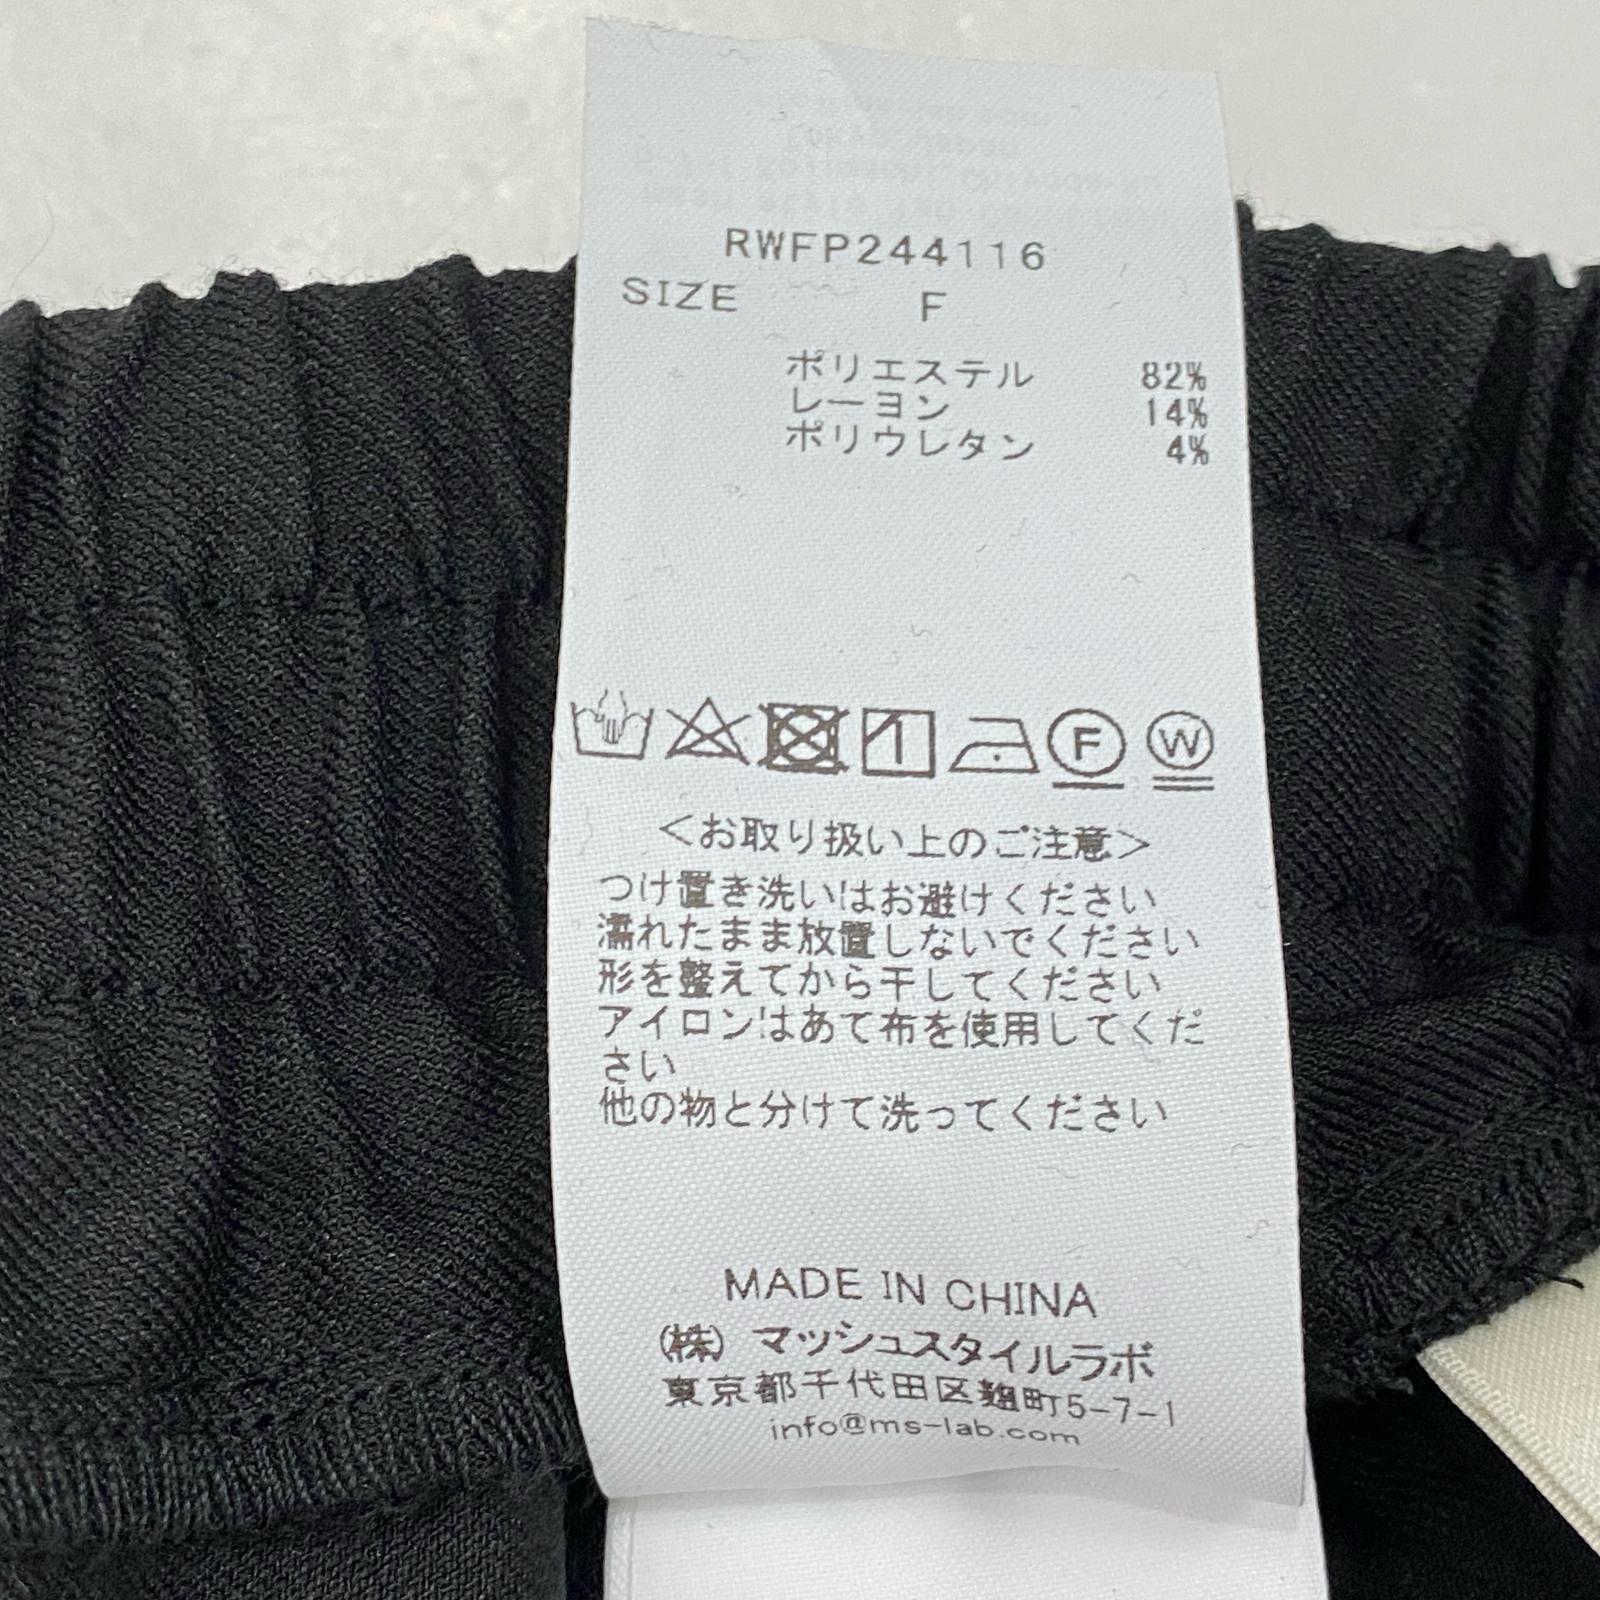 RWFP244116
SIZE F
ポリエステル 82%
レーヨン 14%
ポリウレタン 4%
F W
<お取り扱い上のご注意>
つけ置き洗いはお避けください
濡れたまま放置しないでください
形を整えてから干してください
アイロンはあて布を使用してくだ
さい
他の物と分けて洗ってください
MADE IN CHINA
(株) マッシュスタイルラボ
東京都千代田区麹町5-7-1
info@ms-lab.com